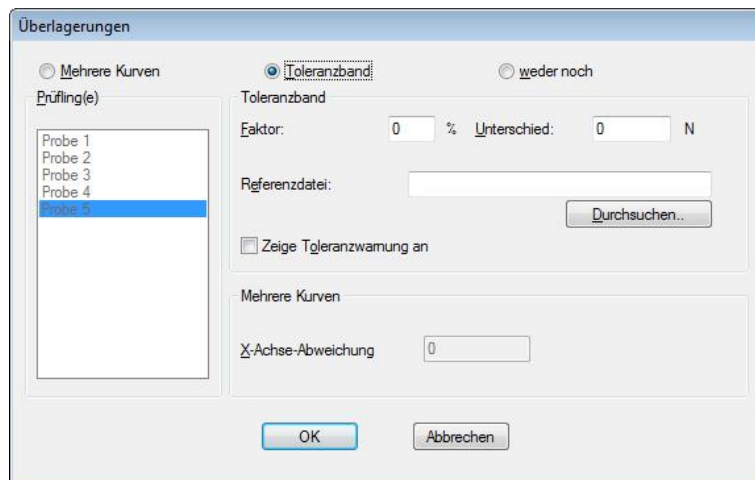 Überlagerungen
Mehrere Kurven
Toleranzband
weder noch
Prüfling(e)
Probe 1
Probe 2
Probe 3
Probe 4
Probe 5
Toleranzband
Faktor: 0 % Unterschied: 0 N
Referenzdatei:
Durchsuchen..
Zeige Toleranzwarnung an
Mehrere Kurven
X-Achse-Abweichung 0
OK
Abbrechen